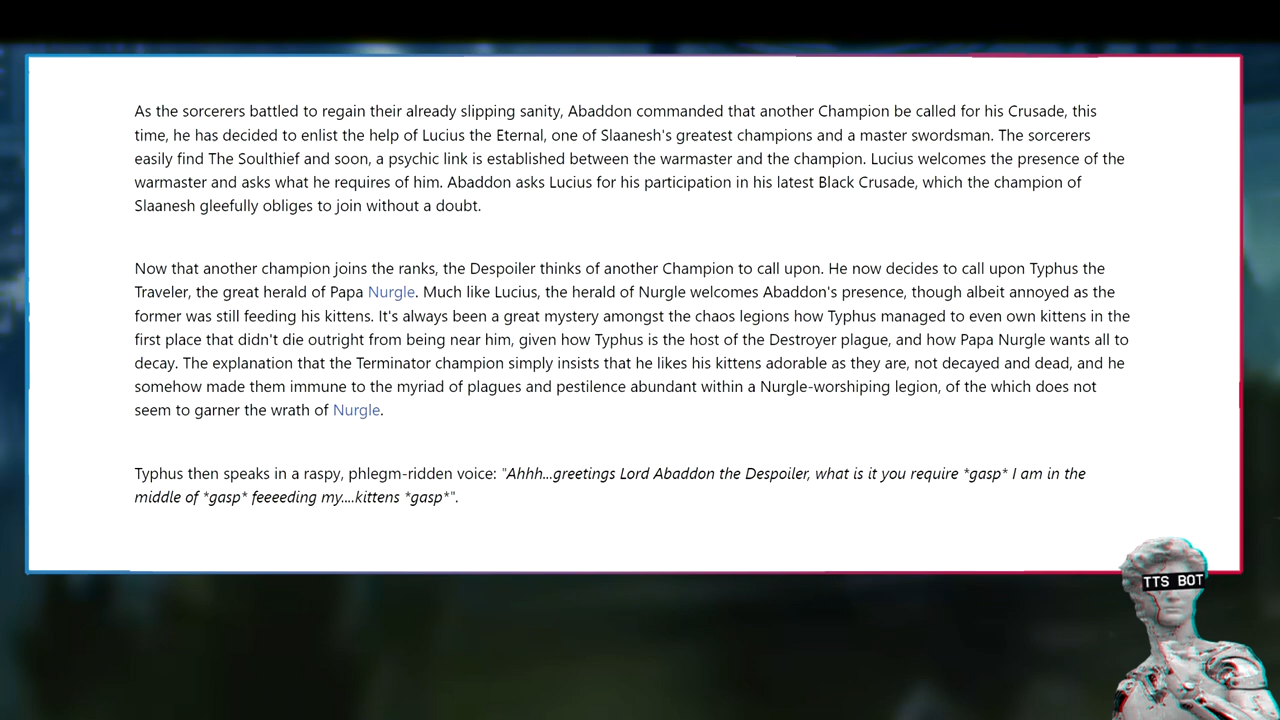 As the sorcerers battled to regain their already slipping sanity, Abaddon commanded that another Champion be called for his Crusade, this
time, he has decided to enlist the help of Lucius the Eternal, one of Slaanesh's greatest champions and a master swordsman. The sorcerers
easily find The Soulthief and soon, a psychic link is established between the warmaster and the champion. Lucius welcomes the presence of the
warmaster and asks what he requires of him. Abaddon asks Lucius for his participation in his latest Black Crusade, which the champion of
Slaanesh gleefully obliges to join without a doubt.
Now that another champion joins the ranks, the Despoiler thinks of another Champion to call upon. He now decides to call upon Typhus the
Traveler, the great herald of Papa Nurgle. Much like Lucius, the herald of Nurgle welcomes Abaddon's presence, though albeit annoyed as the
former was still feeding his kittens. It's always been a great mystery amongst the chaos legions how Typhus managed to even own kittens in the
first place that didn't die outright from being near him, given how Typhus is the host of the Destroyer plague, and how Papa Nurgle wants all to
decay. The explanation that the Terminator champion simply insists that he likes his kittens adorable as they are, not decayed and dead, and he
somehow made them immune to the myriad of plagues and pestilence abundant within a Nurgle-worshiping legion, of the which does not
seem to garner the wrath of Nurgle.
Typhus then speaks in a raspy, phlegm-ridden voice: "Ahhh...greetings Lord Abaddon the Despoiler, what is it you require *gasp* I am in the
middle of *gasp* feeeeding my....kittens *gasp*".
TTS BOT